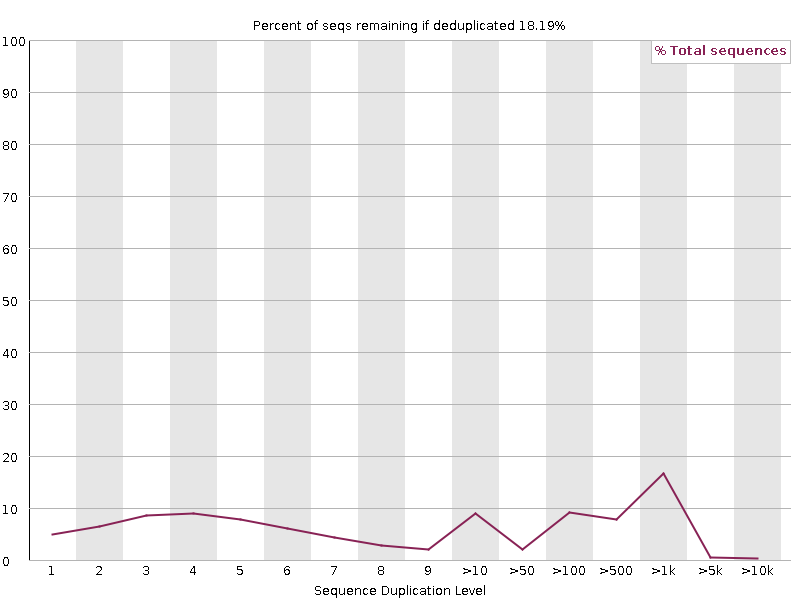 Percent of seqs remaining if deduplicated 18.19%
% Total sequences
100
90
80
70
60
50
40
30
20
10
0
1 2 3 4 5 6 7 8 9 >10 >50 >100 >500 >1k >5k >10k
Sequence Duplication Level